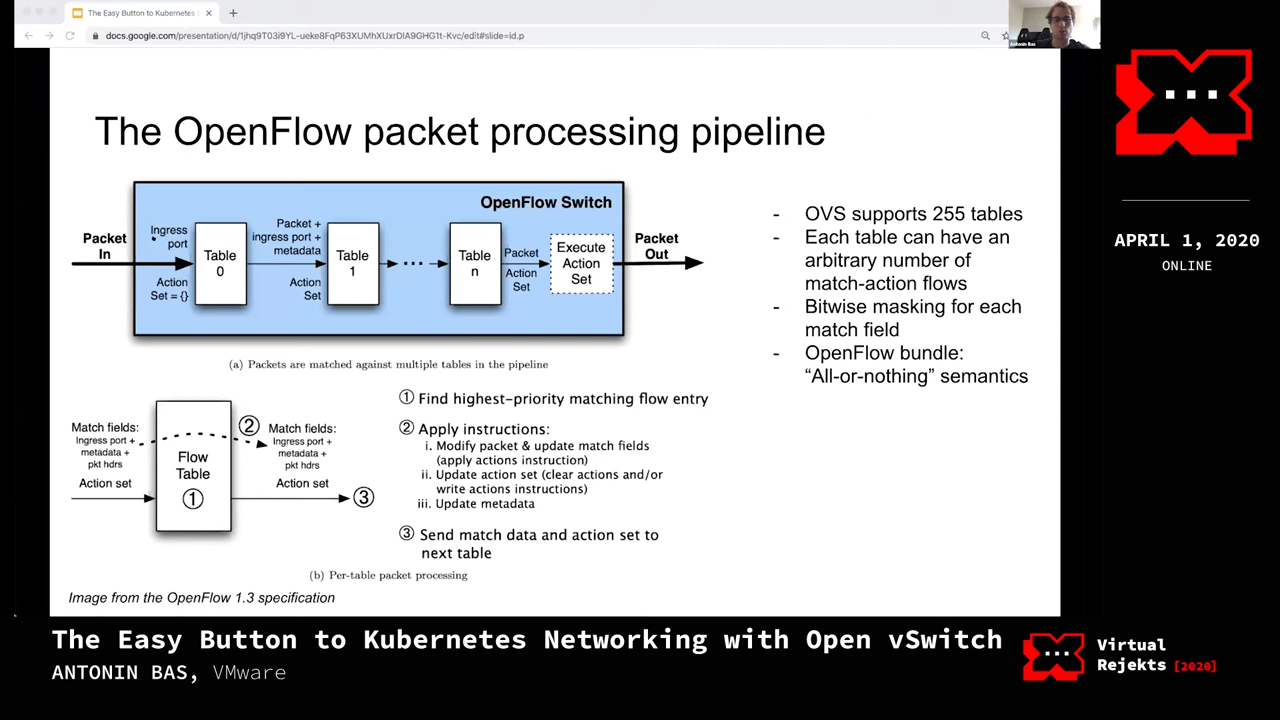 The Easy Button to Kubernetes
docs.google.com/presentation/d/1jhq9T03i9YL-ueke8FqP63XUMhXUxrDIA9GHG1t-Kvc/edit#slide=id.p
Antonin Bas
The OpenFlow packet processing pipeline
OpenFlow Switch
Packet
In
Ingress
port
Action
Set = {}
Table
0
Packet +
ingress port +
metadata
Action
Set
Table
1
...
Table
n
Packet
Action
Set
Execute
Action
Set
Packet
Out
(a) Packets are matched against multiple tables in the pipeline
Match fields:
Ingress port +
metadata +
pkt hdrs
Action set
Flow
Table
①
②
Match fields:
Ingress port +
metadata +
pkt hdrs
Action set
③
① Find highest-priority matching flow entry
② Apply instructions:
i. Modify packet & update match fields
(apply actions instruction)
ii. Update action set (clear actions and/or
write actions instructions)
iii. Update metadata
③ Send match data and action set to
next table
(b) Per-table packet processing
Image from the OpenFlow 1.3 specification
- OVS supports 255 tables
- Each table can have an
arbitrary number of
match-action flows
- Bitwise masking for each
match field
- OpenFlow bundle:
“All-or-nothing” semantics
APRIL 1, 2020
ONLINE
The Easy Button to Kubernetes Networking with Open vSwitch
ANTONIN BAS, VMware
Virtual
Rejekts [2020]